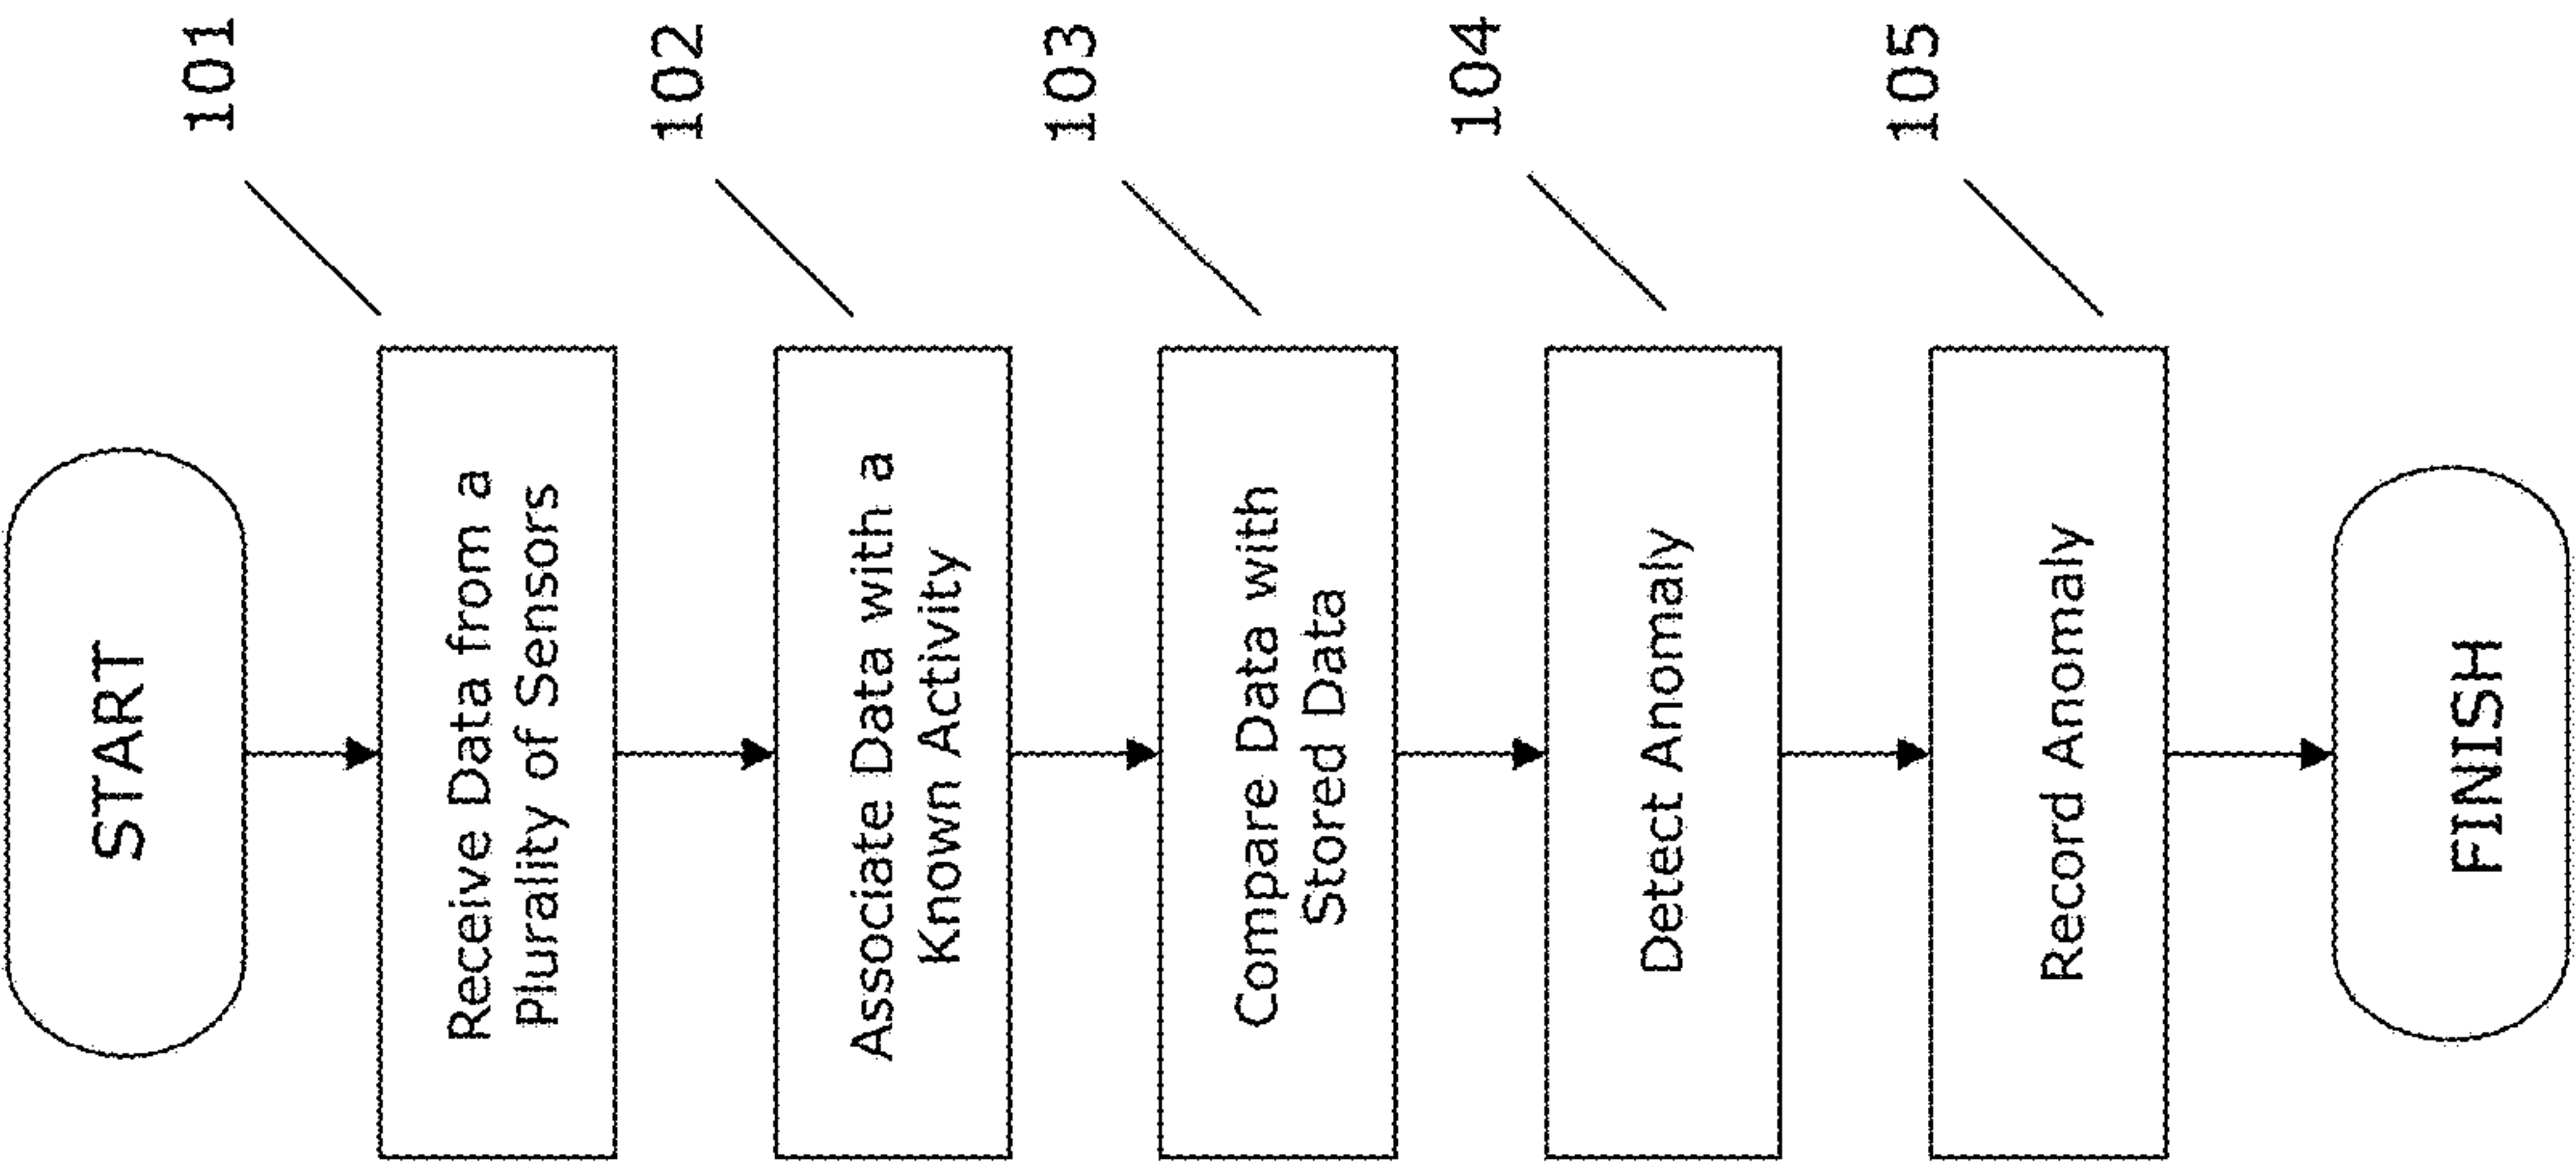 START
101
Receive Data from a
Plurality of Sensors
102
Associate Data with a
Known Activity
103
Compare Data with
Stored Data
104
Detect Anomaly
105
Record Anomaly
FINISH